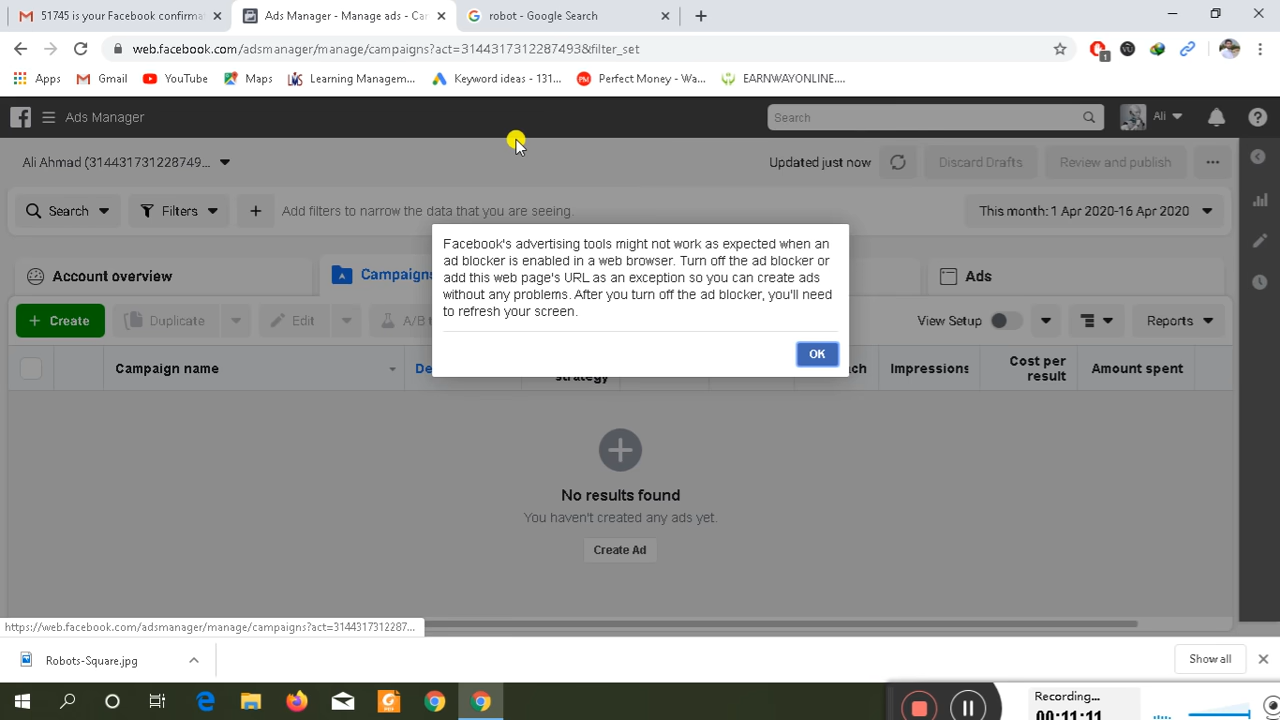 51745 is your Facebook confirma
Ads Manager - Manage ads - Ca
robot - Google Search
web.facebook.com/adsmanager/manage/campaigns?act=314431731228749​3&filter_set
1
Apps
Gmail
YouTube
Maps
Learning Managem...
Keyword ideas - 131...
PM
Perfect Money - Wa...
EARNWAYONLINE....
Ads Manager
Search
Ali
Ali Ahmad (31443173122874​9...
Updated just now
Discard Drafts
Review and publish
Search
Filters
Add filters to narrow the data that you are seeing.
This month: 1 Apr 2020-16 Apr 2020
Facebook's advertising tools might not work as expected when an
ad blocker is enabled in a web browser. Turn off the ad blocker or
add this web page's URL as an exception so you can create ads
without any problems. After you turn off the ad blocker, you'll need
to refresh your screen.
OK
Account overview
Campaigns
Ads
+ Create
Duplicate
Edit
A/B t
View Setup
Reports
Campaign name
De
strategy
ch
Impressions
Cost per
result
Amount spent
No results found
You haven't created any ads yet.
Create Ad
https://web.facebook.com/adsmanager/manage/campaigns?act=3144317312287...
Robots-Square.jpg
Show all
Recording...
00:11:11